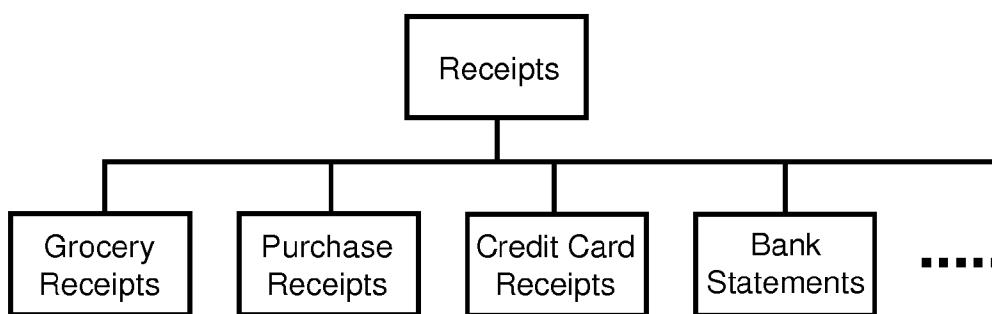 Receipts
Grocery
Receipts
Purchase
Receipts
Credit Card
Receipts
Bank
Statements